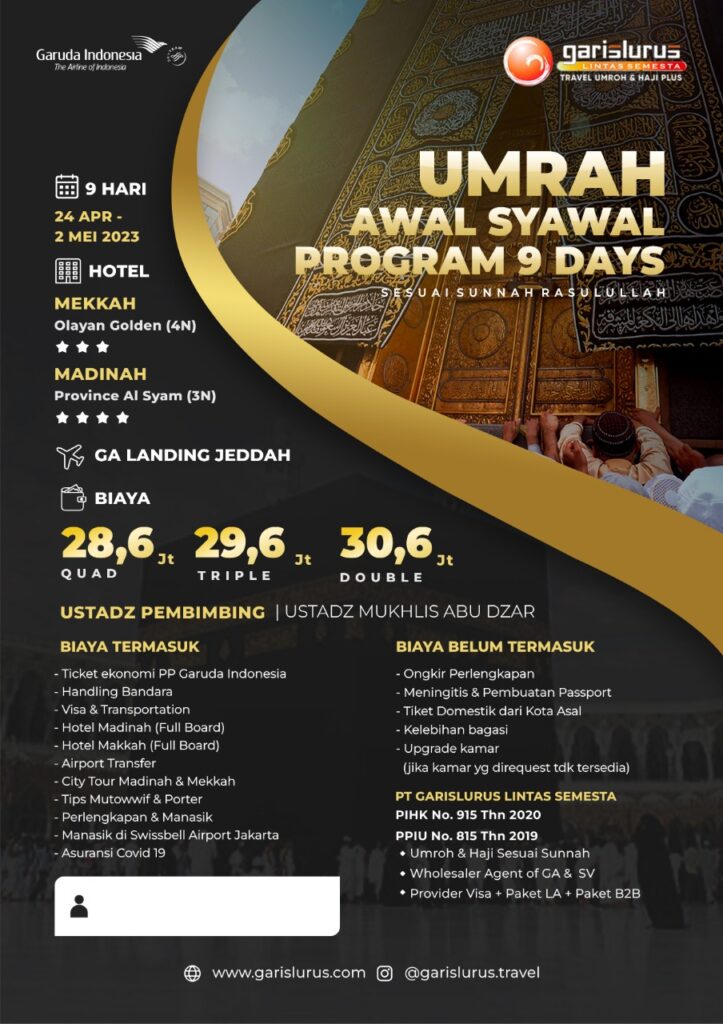 Garuda Indonesia
The Airline of Indonesia
garislurus
LINTAS SEMESTA
TRAVEL UMROH & HAJI PLUS
UMRAH
AWAL SYAWAL
PROGRAM 9 DAYS
SESUAI SUNNAH RASULULLAH
9 HARI
24 APR -
2 MEI 2023
HOTEL
MEKKAH
Olayan Golden (4N)
MADINAH
Province Al Syam (3N)
GA LANDING JEDDAH
BIAYA
28,6 Jt
QUAD
29,6 Jt
TRIPLE
30,6 Jt
DOUBLE
USTADZ PEMBIMBING | USTADZ MUKHLIS ABU DZAR
BIAYA TERMASUK
- Ticket ekonomi PP Garuda Indonesia
- Handling Bandara
- Visa & Transportation
- Hotel Madinah (Full Board)
- Hotel Makkah (Full Board)
- Airport Transfer
- City Tour Madinah & Mekkah
- Tips Mutowwif & Porter
- Perlengkapan & Manasik
- Manasik di Swissbell Airport Jakarta
- Asuransi Covid 19
BIAYA BELUM TERMASUK
- Ongkir Perlengkapan
- Meningitis & Pembuatan Passport
- Tiket Domestik dari Kota Asal
- Kelebihan bagasi
- Upgrade kamar
(jika kamar yg direquest tdk tersedia)
PT GARISLURUS LINTAS SEMESTA
PIHK No. 915 Thn 2020
PPIU No. 815 Thn 2019
• Umroh & Haji Sesuai Sunnah
• Wholesaler Agent of GA & SV
• Provider Visa + Paket LA + Paket B2B
www.garislurus.com @garislurus.travel